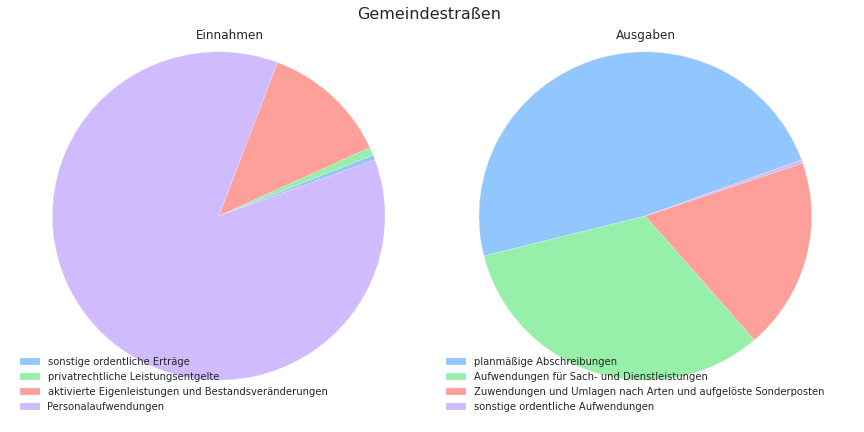 Gemeindestraßen
Einnahmen
sonstige ordentliche Erträge
privatrechtliche Leistungsentgelte
aktivierte Eigenleistungen und Bestandsveränderungen
Personalaufwendungen
Ausgaben
planmäßige Abschreibungen
Aufwendungen für Sach- und Dienstleistungen
Zuwendungen und Umlagen nach Arten und aufgelöste Sonderposten
sonstige ordentliche Aufwendungen